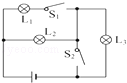 L₁ S₁
L₂ L₃
S₂